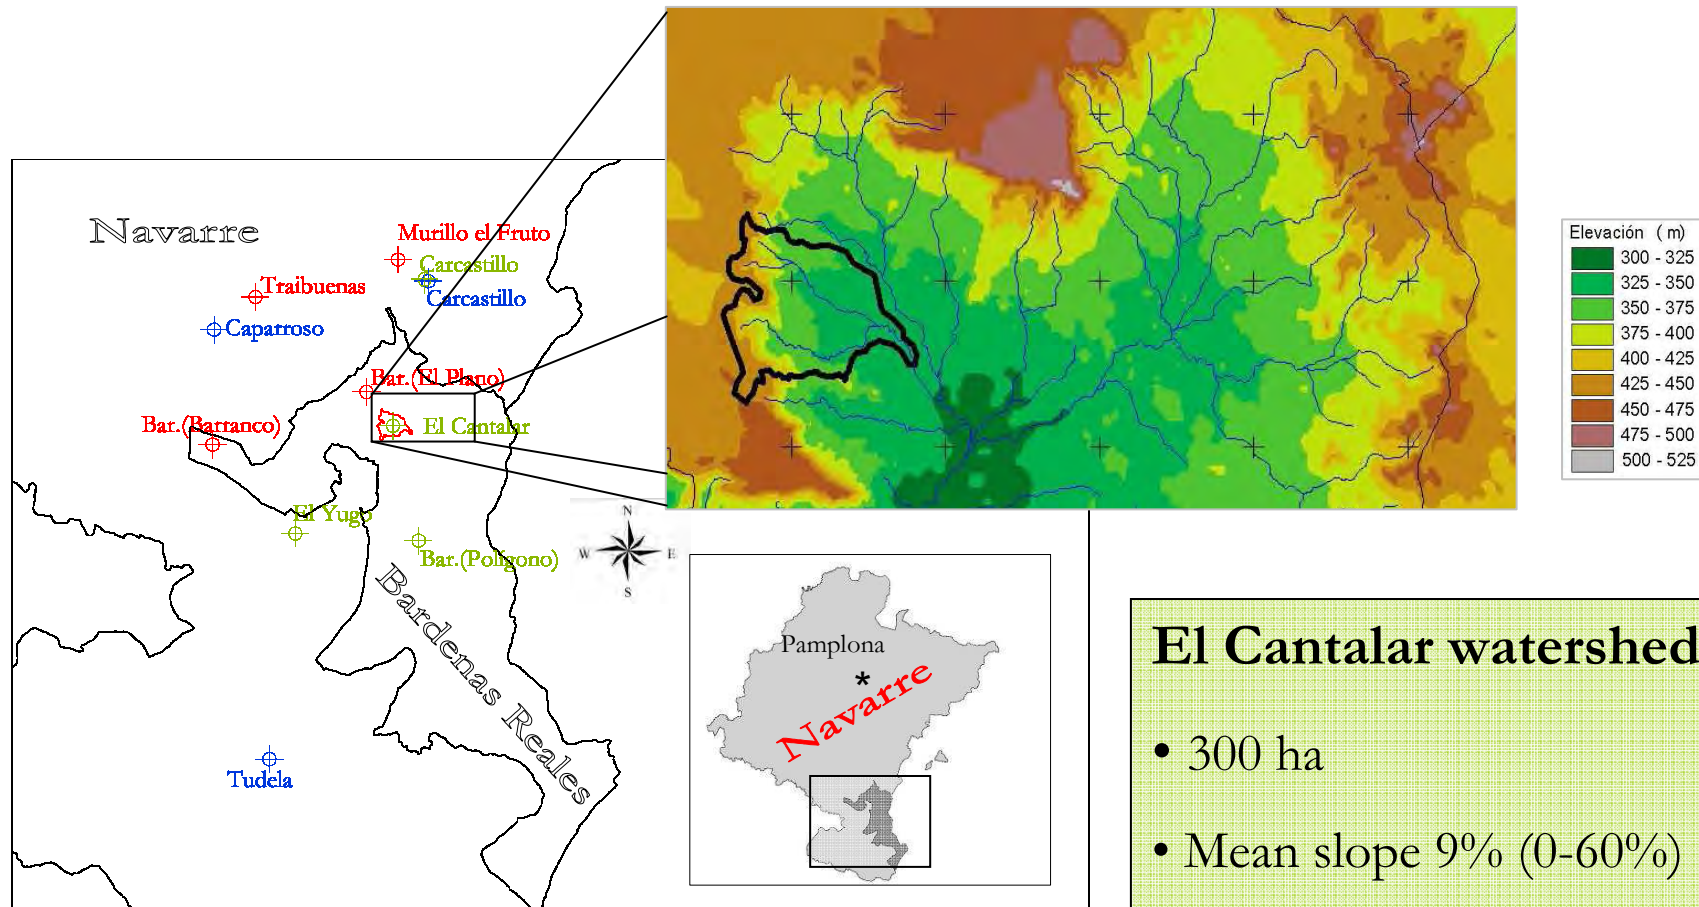 Navarre
Murillo el Fruto
Carcastillo
Traibuenas
Carcastillo
Caparroso
Bar.(El Plano)
Bar.(Barranco)
El Cantalar
El Yugo
Bar.(Polígono)
Bardenas Reales
Tudela
N
W
E
S
Elevación ( m)
300 - 325
325 - 350
350 - 375
375 - 400
400 - 425
425 - 450
450 - 475
475 - 500
500 - 525
Pamplona
*
Navarre
El Cantalar watershed
• 300 ha
• Mean slope 9% (0-60%)